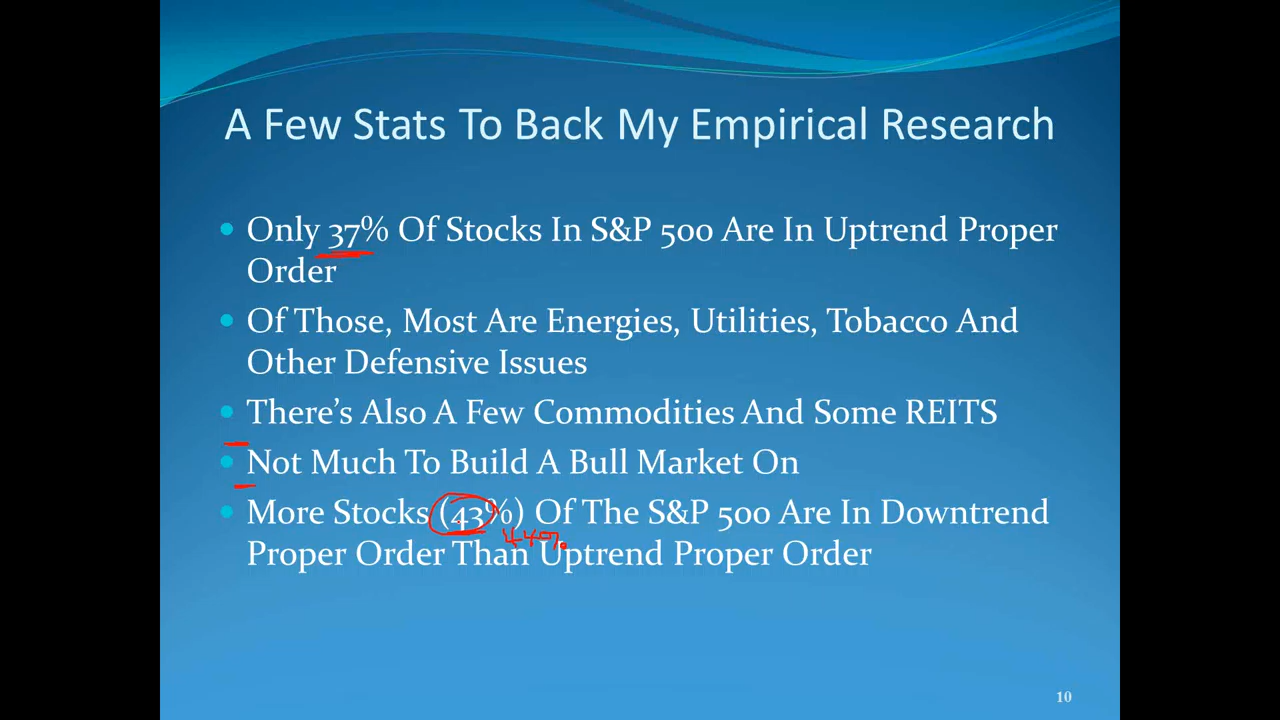 A Few Stats To Back My Empirical Research
• Only 37% Of Stocks In S&P 500 Are In Uptrend Proper
Order
• Of Those, Most Are Energies, Utilities, Tobacco And
Other Defensive Issues
• There's Also A Few Commodities And Some REITS
• Not Much To Build A Bull Market On
• More Stocks (43%) Of The S&P 500 Are In Downtrend
44%
Proper Order Than Uptrend Proper Order
10